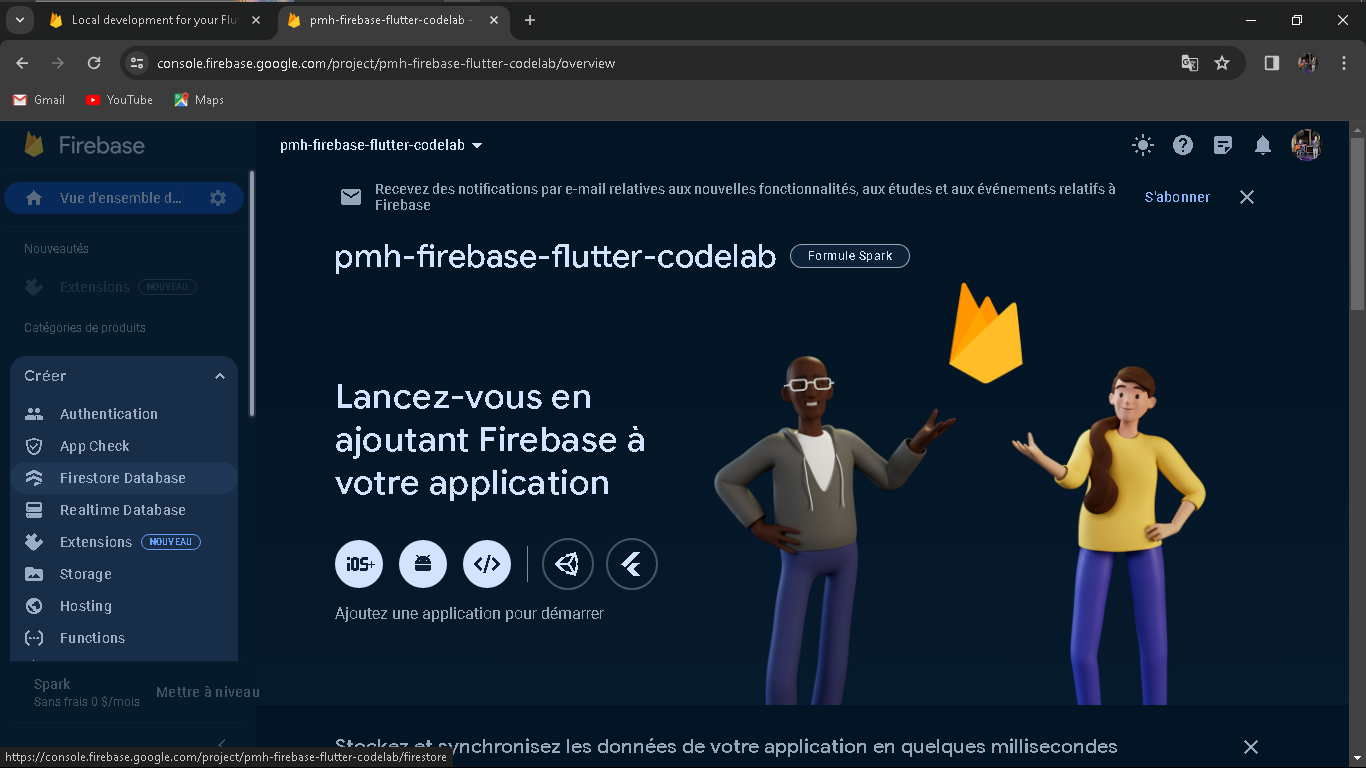 Local development for your Flu
pmh-firebase-flutter-codelab -
console.firebase.google.com/project/pmh-firebase-flutter-codelab/overview
Gmail
YouTube
Maps
Firebase
pmh-firebase-flutter-codelab
Recevez des notifications par e-mail relatives aux nouvelles fonctionnalités, aux études et aux événements relatifs à
Firebase
S'abonner
Vue d'ensemble d...
Nouveautés
Extensions NOUVEAU
Catégories de produits
Créer
Authentication
App Check
Firestore Database
Realtime Database
Extensions NOUVEAU
Storage
Hosting
Functions
Spark
Sans frais 0 $/mois
Mettre à niveau
pmh-firebase-flutter-codelab
Formule Spark
Lancez-vous en
ajoutant Firebase à
votre application
iOS+
Ajoutez une application pour démarrer
Stockez et synchronisez les données de votre application en quelques millisecondes
https://console.firebase.google.com/project/pmh-firebase-flutter-codelab/firestore